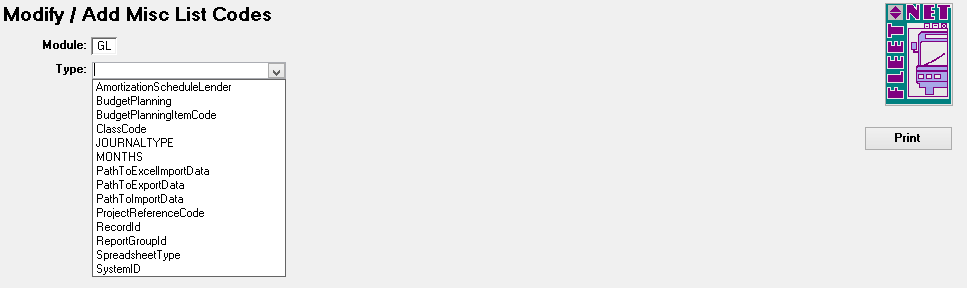 Modify / Add Misc List Codes
Module: GL
Type:
AmortizationScheduleLender
BudgetPlanning
BudgetPlanningItemCode
ClassCode
JOURNALTYPE
MONTHS
PathToExcelImportData
PathToExportData
PathToImportData
ProjectReferenceCode
RecordId
ReportGroupId
SpreadsheetType
SystemID
FLEET
NET
Print